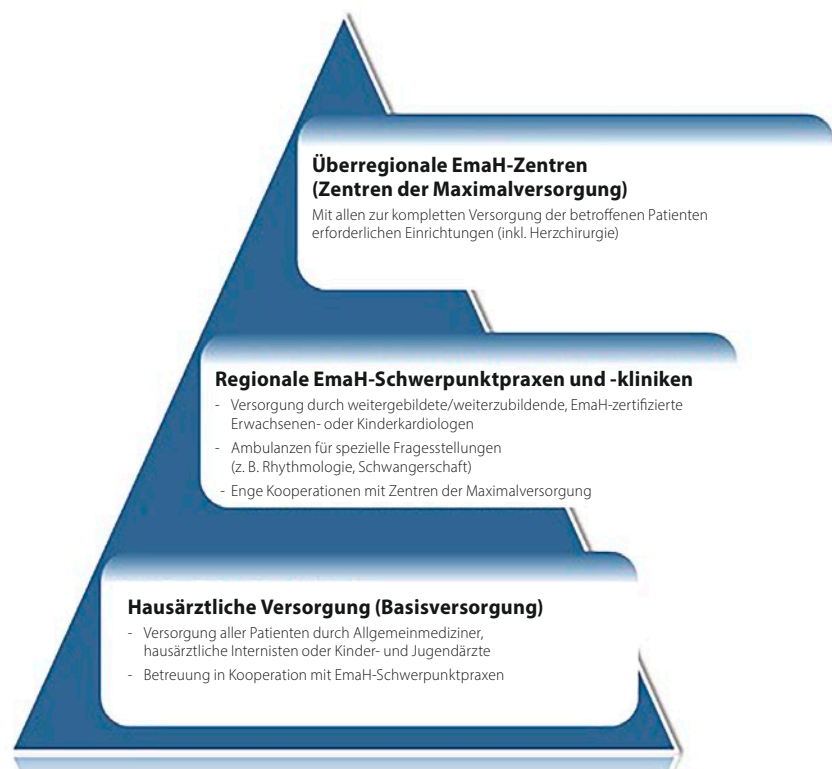 Überregionale EmaH-Zentren
(Zentren der Maximalversorgung)
Mit allen zur kompletten Versorgung der betroffenen Patienten
erforderlichen Einrichtungen (inkl. Herzchirurgie)
Regionale EmaH-Schwerpunktpraxen und -kliniken
- Versorgung durch weitergebildete/weiterzubildende, EmaH-zertifizierte
Erwachsenen- oder Kinderkardiologen
- Ambulanzen für spezielle Fragesstellungen
(z. B. Rhythmologie, Schwangerschaft)
- Enge Kooperationen mit Zentren der Maximalversorgung
Hausärztliche Versorgung (Basisversorgung)
- Versorgung aller Patienten durch Allgemeinmediziner,
hausärztliche Internisten oder Kinder- und Jugendärzte
- Betreuung in Kooperation mit EmaH-Schwerpunktpraxen